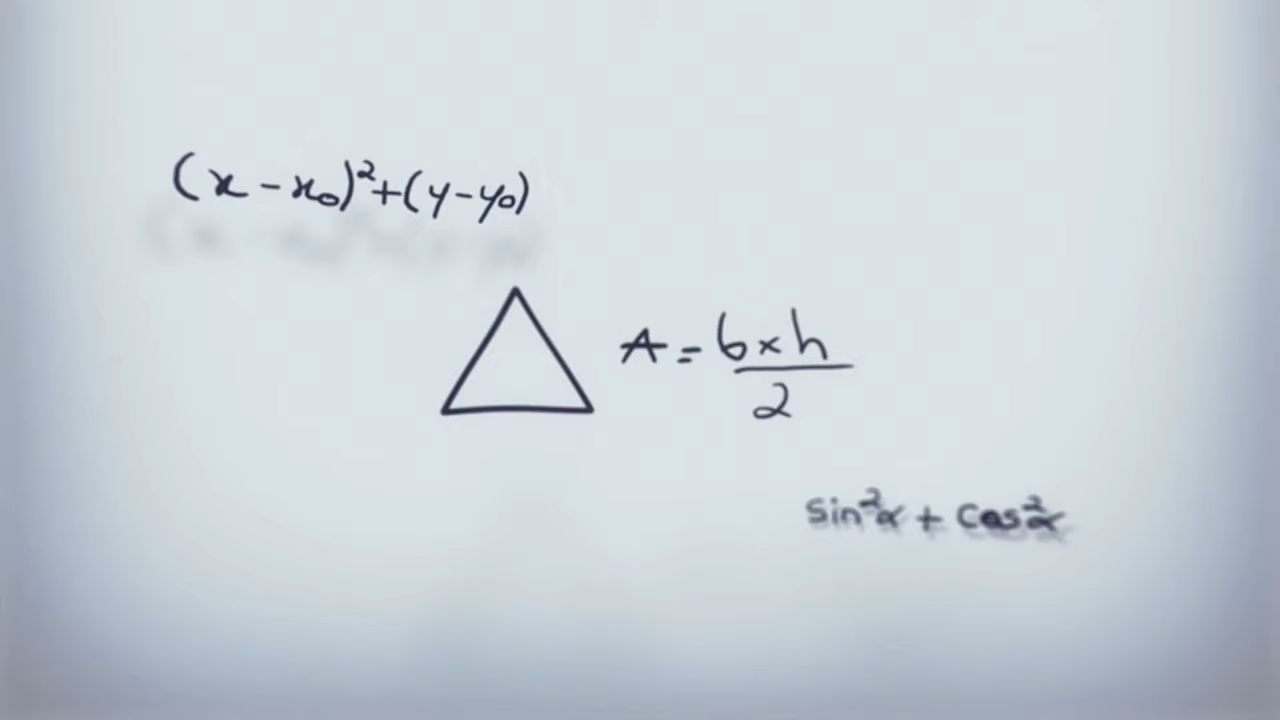 (x - x₀)² + (y - y₀)
A = b × h / 2
sin²α + cos²α